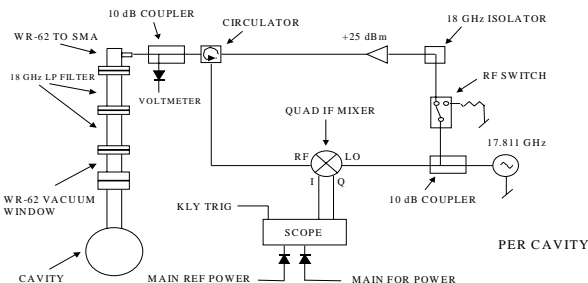 10 dB COUPLER
CIRCULATOR
18 GHz ISOLATOR
WR-62 TO SMA
+25 dBm
18 GHz LP FILTER
RF SWITCH
VOLTMETER
QUAD IF MIXER
17.811 GHz
RF
LO
I
Q
WR-62 VACUUM
WINDOW
10 dB COUPLER
KLY TRIG
SCOPE
PER CAVITY
CAVITY
MAIN REF POWER
MAIN FOR POWER